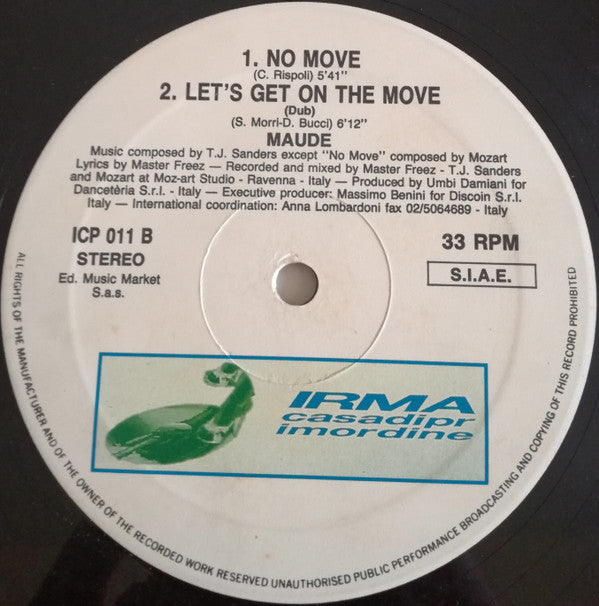 1. NO MOVE
(C. Rispoli) 5'41"
2. LET'S GET ON THE MOVE
(Dub)
(S. Morri-D. Bucci) 6'12"
MAUDE
Music composed by T.J. Sanders except "No Move" composed by Mozart
Lyrics by Master Freez — Recorded and mixed by Master Freez - T.J. Sanders
and Mozart at Moz-art Studio - Ravenna - Italy — Produced by Umbi Damiani for
Dancetèria S.r.l. - Italy — Executive producer: Massimo Benini for Discoin S.r.l.
Italy — International coordination: Anna Lombardoni fax 02/5064689 - Italy
ICP 011 B
STEREO
Ed. Music Market
S.a.s.
33 RPM
S.I.A.E.
IRMA
casadipr
imordine
ALL RIGHTS OF THE MANUFACTURER AND OF THE OWNER OF THE RECORDED WORK RESERVED UNAUTHORISED PUBLIC PERFORMANCE BROADCASTING AND COPYING OF THIS RECORD PROHIBITED